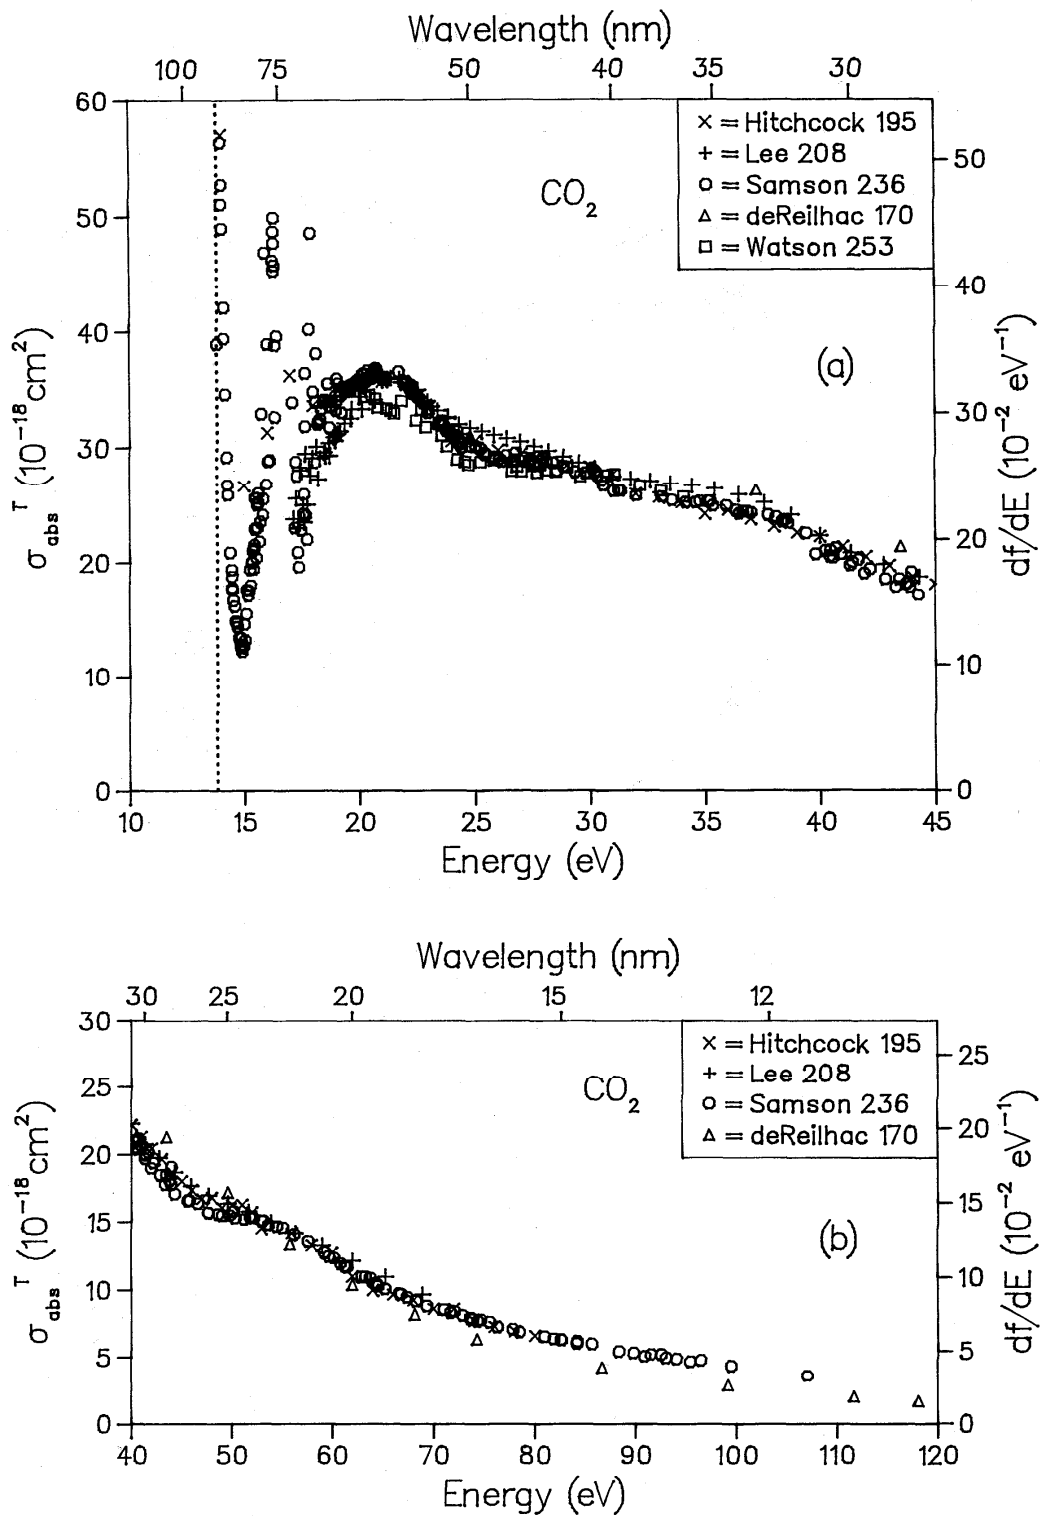 Wavelength (nm)
100 75 50 40 35 30
60
50
40
30
20
10
0
σabsᵀ (10⁻¹⁸cm²)
× = Hitchcock 195
+ = Lee 208
o = Samson 236
△ = deReilhac 170
□ = Watson 253
CO₂
(a)
50
40
30
20
10
0
df/dE (10⁻² eV⁻¹)
10 15 20 25 30 35 40 45
Energy (eV)
Wavelength (nm)
30 25 20 15 12
30
25
20
15
10
5
0
σabsᵀ (10⁻¹⁸cm²)
× = Hitchcock 195
+ = Lee 208
o = Samson 236
△ = deReilhac 170
CO₂
(b)
25
20
15
10
5
0
df/dE (10⁻² eV⁻¹)
40 50 60 70 80 90 100 110 120
Energy (eV)